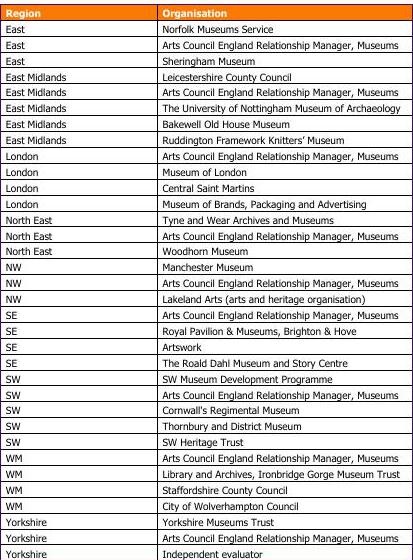 Region Organisation
East Norfolk Museums Service
East Arts Council England Relationship Manager, Museums
East Sheringham Museum
East Midlands Leicestershire County Council
East Midlands Arts Council England Relationship Manager, Museums
East Midlands The University of Nottingham Museum of Archaeology
East Midlands Bakewell Old House Museum
East Midlands Ruddington Framework Knitters’ Museum
London Arts Council England Relationship Manager, Museums
London Museum of London
London Central Saint Martins
London Museum of Brands, Packaging and Advertising
North East Tyne and Wear Archives and Museums
North East Arts Council England Relationship Manager, Museums
North East Woodhorn Museum
NW Manchester Museum
NW Arts Council England Relationship Manager, Museums
NW Lakeland Arts (arts and heritage organisation)
SE Arts Council England Relationship Manager, Museums
SE Royal Pavilion & Museums, Brighton & Hove
SE Artswork
SE The Roald Dahl Museum and Story Centre
SW SW Museum Development Programme
SW Arts Council England Relationship Manager, Museums
SW Cornwall's Regimental Museum
SW Thornbury and District Museum
SW SW Heritage Trust
WM Arts Council England Relationship Manager, Museums
WM Library and Archives, Ironbridge Gorge Museum Trust
WM Staffordshire County Council
WM City of Wolverhampton Council
Yorkshire Yorkshire Museums Trust
Yorkshire Arts Council England Relationship Manager, Museums
Yorkshire Independent evaluator